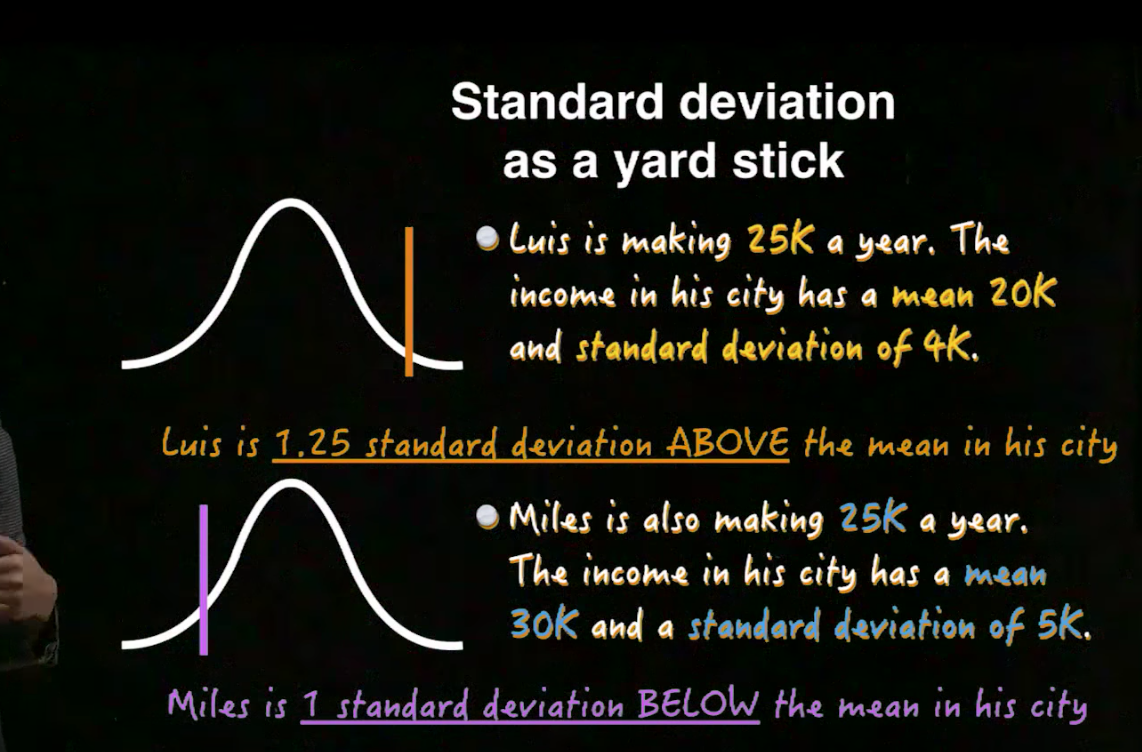 Standard deviation
as a yard stick
Luis is making 25K a year. The
income in his city has a mean 20K
and standard deviation of 4K.
Luis is 1.25 standard deviation ABOVE the mean in his city
Miles is also making 25K a year.
The income in his city has a mean
30K and a standard deviation of 5K.
Miles is 1 standard deviation BELOW the mean in his city